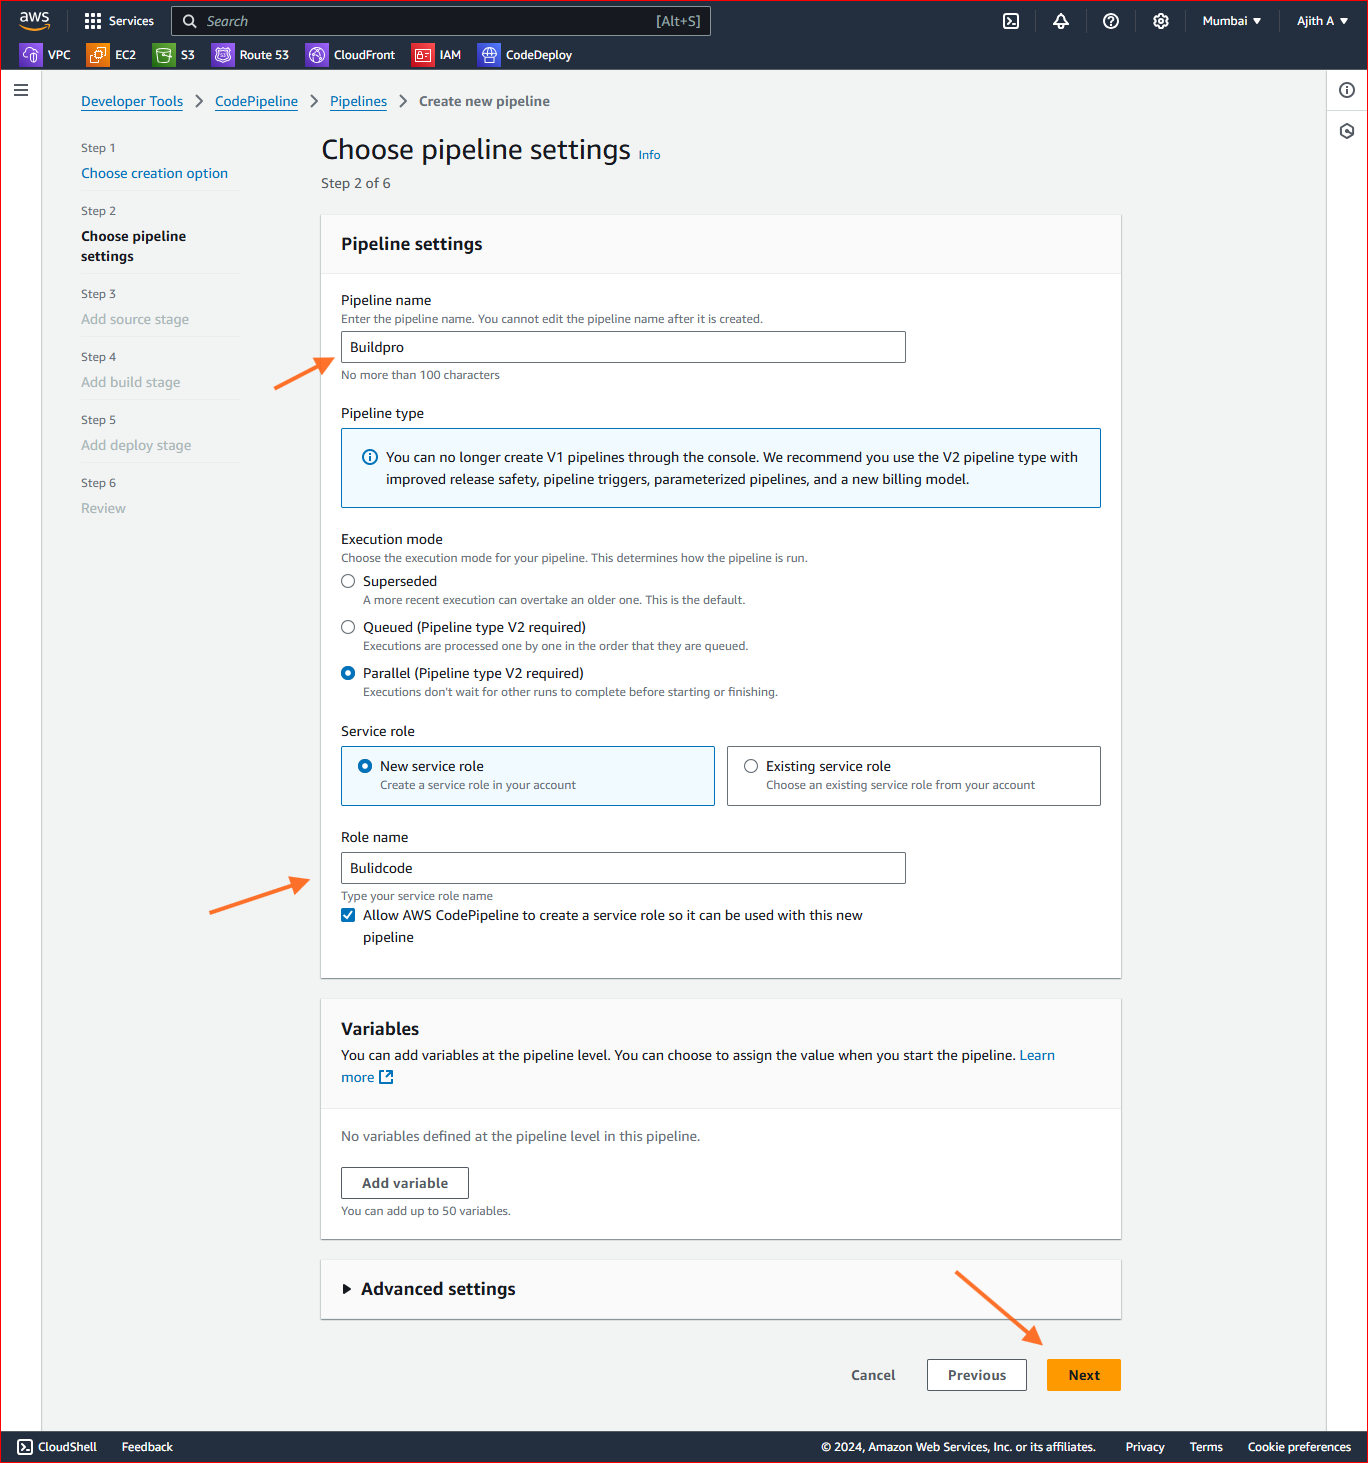 aws
Services
Search
[Alt+S]
Mumbai
Ajith A
VPC
EC2
S3
Route 53
CloudFront
IAM
CodeDeploy
Developer Tools
CodePipeline
Pipelines
Create new pipeline
Step 1
Choose creation option
Step 2
Choose pipeline
settings
Step 3
Add source stage
Step 4
Add build stage
Step 5
Add deploy stage
Step 6
Review
Choose pipeline settings Info
Step 2 of 6
Pipeline settings
Pipeline name
Enter the pipeline name. You cannot edit the pipeline name after it is created.
Buildpro
No more than 100 characters
Pipeline type
You can no longer create V1 pipelines through the console. We recommend you use the V2 pipeline type with
improved release safety, pipeline triggers, parameterized pipelines, and a new billing model.
Execution mode
Choose the execution mode for your pipeline. This determines how the pipeline is run.
Superseded
A more recent execution can overtake an older one. This is the default.
Queued (Pipeline type V2 required)
Executions are processed one by one in the order that they are queued.
Parallel (Pipeline type V2 required)
Executions don't wait for other runs to complete before starting or finishing.
Service role
New service role
Create a service role in your account
Existing service role
Choose an existing service role from your account
Role name
Bulidcode
Type your service role name
Allow AWS CodePipeline to create a service role so it can be used with this new
pipeline
Variables
You can add variables at the pipeline level. You can choose to assign the value when you start the pipeline. Learn
more
No variables defined at the pipeline level in this pipeline.
Add variable
You can add up to 50 variables.
Advanced settings
Cancel
Previous
Next
CloudShell
Feedback
© 2024, Amazon Web Services, Inc. or its affiliates.
Privacy
Terms
Cookie preferences